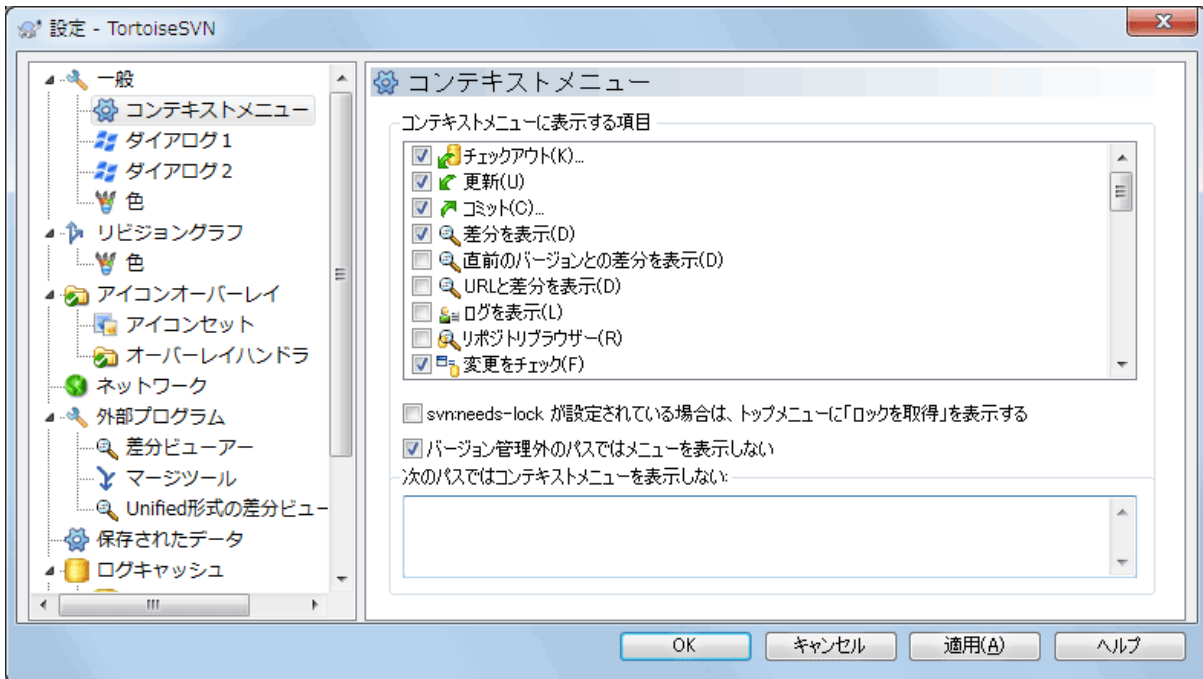 設定 - TortoiseSVN
一般
コンテキストメニュー
ダイアログ1
ダイアログ2
色
リビジョングラフ
色
アイコンオーバーレイ
アイコンセット
オーバーレイハンドラ
ネットワーク
外部プログラム
差分ビューアー
マージツール
Unified形式の差分ビュー
保存されたデータ
ログキャッシュ
コンテキストメニュー
コンテキストメニューに表示する項目
チェックアウト(K)...
更新(U)
コミット(C)...
差分を表示(D)
直前のバージョンとの差分を表示(D)
URLと差分を表示(D)
ログを表示(L)
リポジトリブラウザー(R)
変更をチェック(F)
svn:needs-lock が設定されている場合は、トップメニューに「ロックを取得」を表示する
バージョン管理外のパスではメニューを表示しない
次のパスではコンテキストメニューを表示しない:
OK
キャンセル
適用(A)
ヘルプ